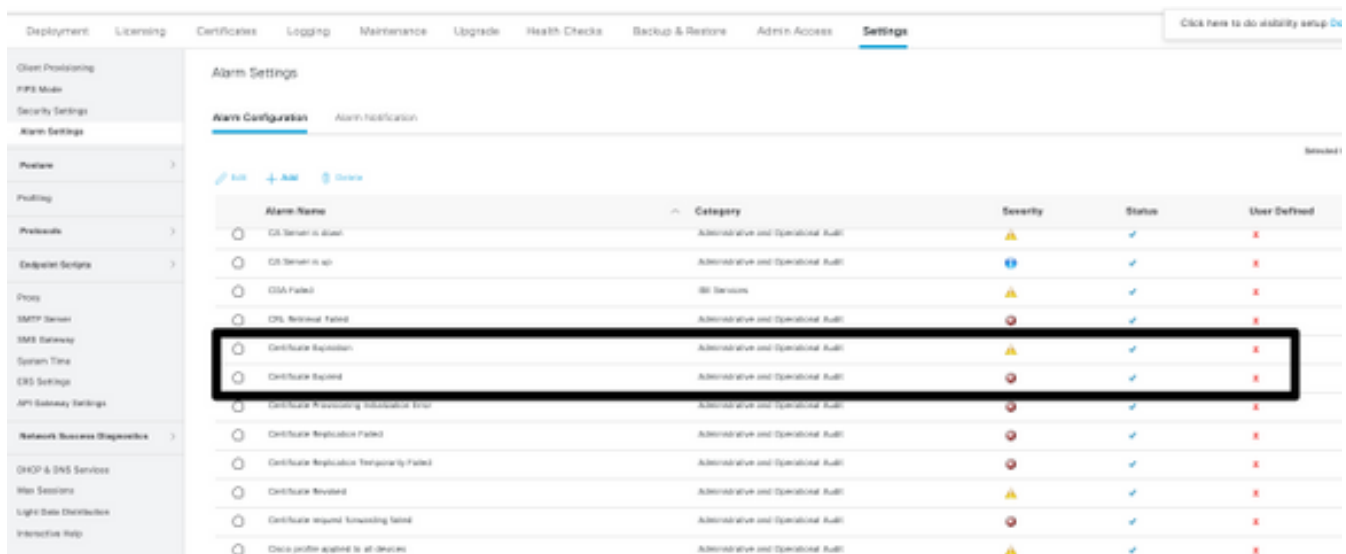 Click here to do visibility setup Do
Deployment Licensing Certificates Logging Maintenance Upgrade Health Checks Backup & Restore Admin Access Settings
Client Provisioning
FIPS Mode
Security Settings
Alarm Settings
Posture
Profiling
Protocols
Endpoint Scripts
Proxy
SMTP Server
SMS Gateway
System Time
ERS Settings
API Gateway Settings
Network Success Diagnostics
DHCP & DNS Services
Max Sessions
Light Data Distribution
Interactive Help
Alarm Settings
Alarm Configuration Alarm Notification
Selected
Edit Add Delete
Alarm Name Category Severity Status User Defined
CA Server is down Administrative and Operational Audit
CA Server is up Administrative and Operational Audit
COA Failed ISE Services
CRL Retrieval Failed Administrative and Operational Audit
Certificate Expiration Administrative and Operational Audit
Certificate Expired Administrative and Operational Audit
Certificate Provisioning Initialization Error Administrative and Operational Audit
Certificate Replication Failed Administrative and Operational Audit
Certificate Replication Temporarily Failed Administrative and Operational Audit
Certificate Revoked Administrative and Operational Audit
Certificate request forwarding failed Administrative and Operational Audit
Cisco profile applied to all devices Administrative and Operational Audit